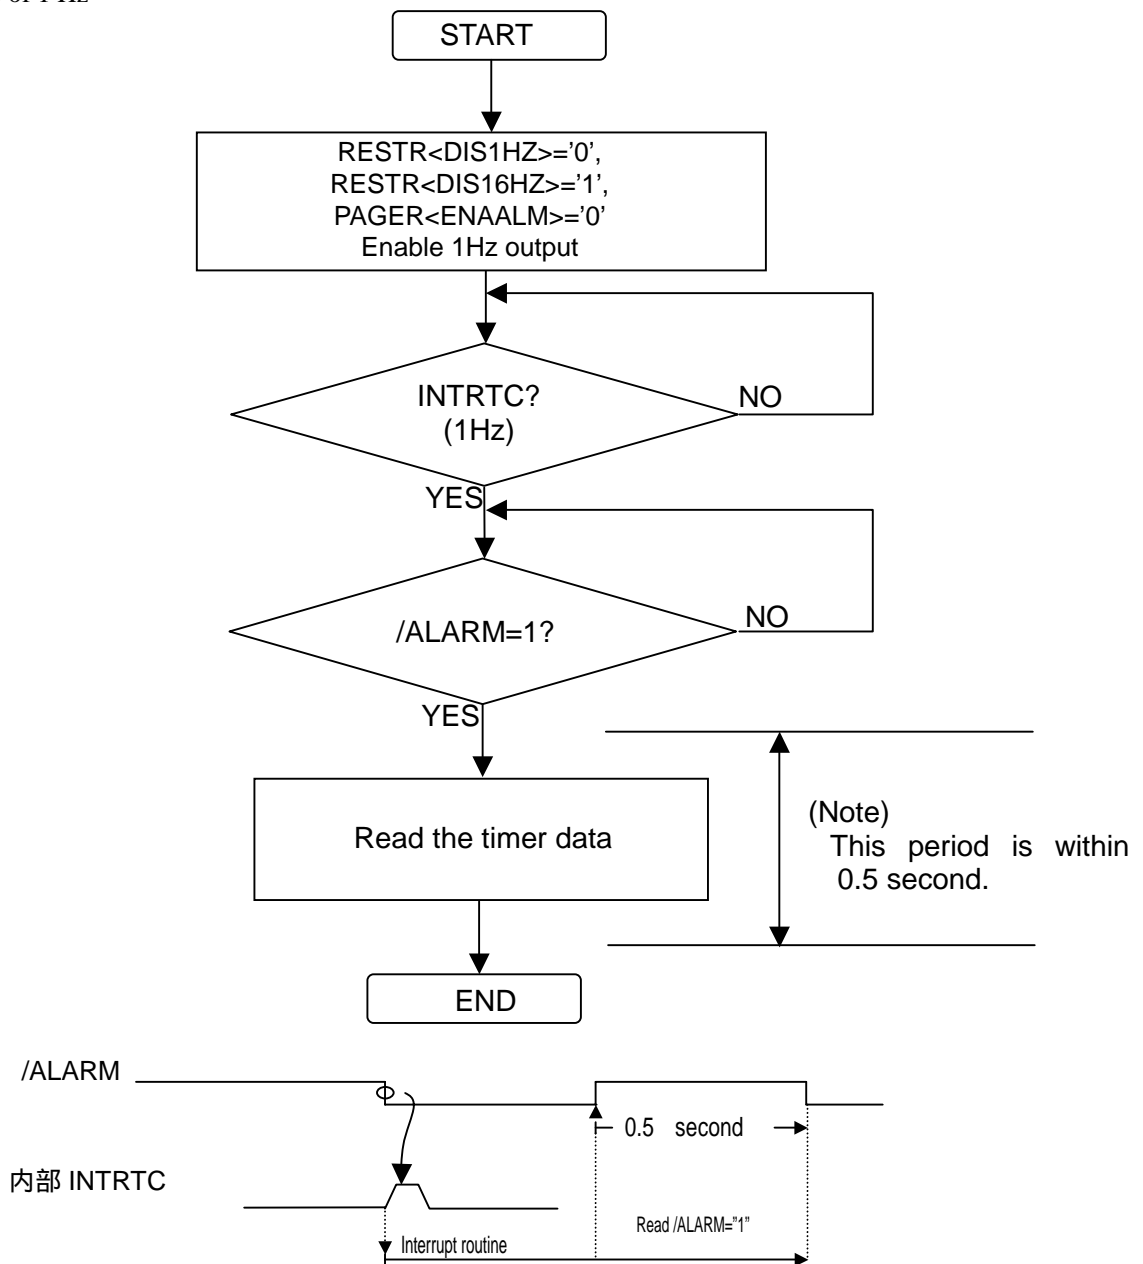 of 1 Hz
START
RESTR<DIS1HZ>='0',
RESTR<DIS16HZ>='1',
PAGER<ENAALM>='0'
Enable 1Hz output
INTRTC?
(1Hz)
NO
YES
/ALARM=1?
NO
YES
Read the timer data
(Note)
This period is within
0.5 second.
END
/ALARM
0.5 second
内部 INTRTC
Read /ALARM="1"
Interrupt routine